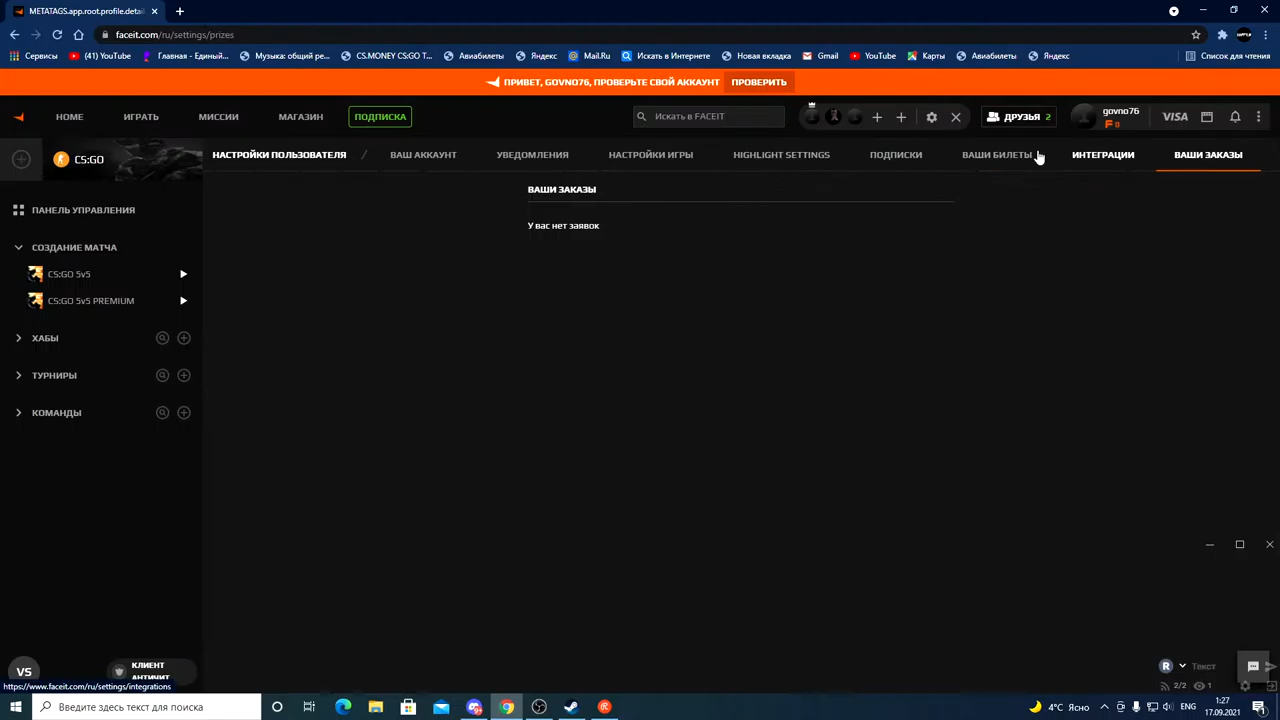 METATAGS.app.root.profile.detail
faceit.com/ru/settings/prizes
Сервисы
(41) YouTube
Главная - Единый...
Музыка: общий ре...
CS.MONEY CS:GO T...
Авиабилеты
Яндекс
Mail.Ru
Искать в Интернете
Новая вкладка
Gmail
YouTube
Карты
Авиабилеты
Яндекс
Список для чтения
ПРИВЕТ, GOVNO76, ПРОВЕРЬТЕ СВОЙ АККАУНТ
ПРОВЕРИТЬ
HOME
ИГРАТЬ
МИССИИ
МАГАЗИН
ПОДПИСКА
Искать в FACEIT
ДРУЗЬЯ 2
govno76
F 0
VISA
CS:GO
НАСТРОЙКИ ПОЛЬЗОВАТЕЛЯ /
ВАШ АККАУНТ
УВЕДОМЛЕНИЯ
НАСТРОЙКИ ИГРЫ
HIGHLIGHT SETTINGS
ПОДПИСКИ
ВАШИ БИЛЕТЫ
ИНТЕГРАЦИИ
ВАШИ ЗАКАЗЫ
ВАШИ ЗАКАЗЫ
У вас нет заявок
ПАНЕЛЬ УПРАВЛЕНИЯ
СОЗДАНИЕ МАТЧА
CS:GO 5v5
CS:GO 5v5 PREMIUM
ХАБЫ
ТУРНИРЫ
КОМАНДЫ
VS
КЛИЕНТ
АНТИЧИТ
https://www.faceit.com/ru/settings/integrations
R
Текст
2/2
1
Введите здесь текст для поиска
4°C Ясно
ENG
1:27
17.09.2021